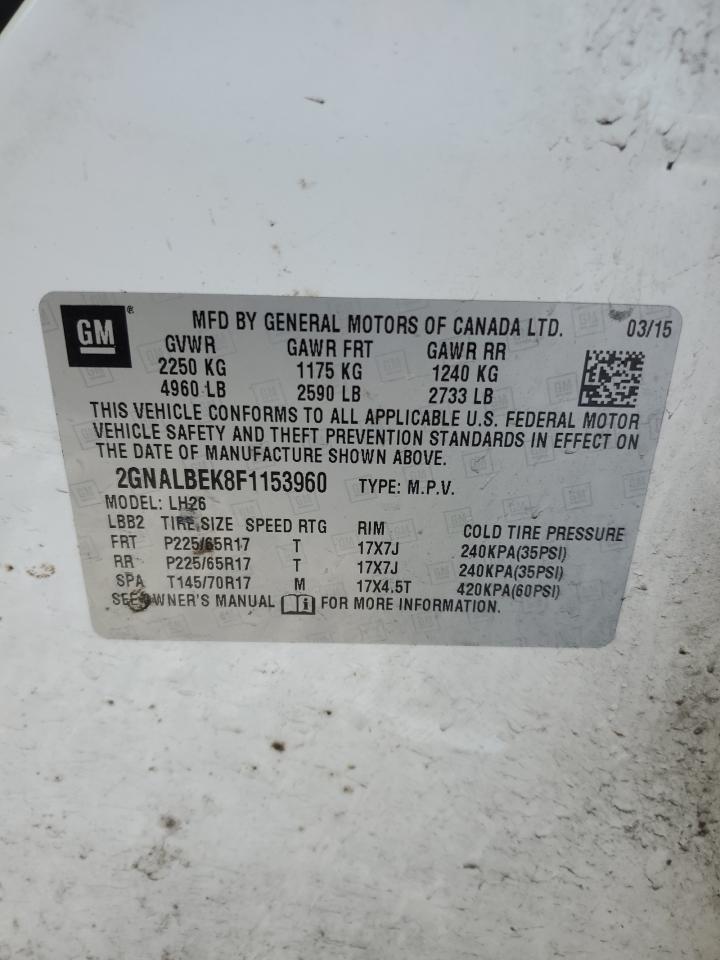 GM ®
MFD BY GENERAL MOTORS OF CANADA LTD. 03/15
GVWR GAWR FRT GAWR RR
2250 KG 1175 KG 1240 KG
4960 LB 2590 LB 2733 LB
THIS VEHICLE CONFORMS TO ALL APPLICABLE U.S. FEDERAL MOTOR
VEHICLE SAFETY AND THEFT PREVENTION STANDARDS IN EFFECT ON
THE DATE OF MANUFACTURE SHOWN ABOVE.
2GNALBEK8F1153960 TYPE: M.P.V.
MODEL: LH26
LBB2 TIRE SIZE SPEED RTG RIM COLD TIRE PRESSURE
FRT P225/65R17 T 17X7J 240KPA(35PSI)
RR P225/65R17 T 17X7J 240KPA(35PSI)
SPA T145/70R17 M 17X4.5T 420KPA(60PSI)
SEE OWNER'S MANUAL FOR MORE INFORMATION.